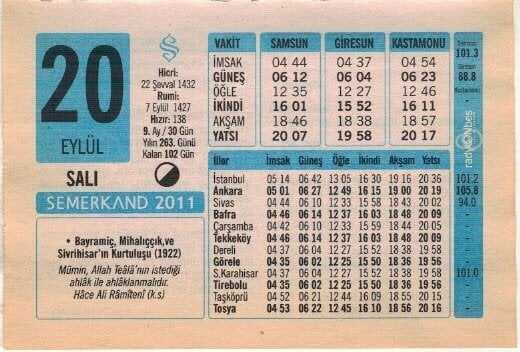 20
EYLÜL
SALI
SEMERKAND 2011
Hicri:
22 Şevval 1432
Rumi:
7 Eylül 1427
Hızır: 138
9. Ay / 30 Gün
Yılın 263. Günü
Kalan 102 Gün
• Bayramiç, Mihalıççık,ve
Sivrihisar'ın Kurtuluşu (1922)
Mümin, Allah Teâlâ'nın istediği
ahlâk ile ahlâklanmalıdır.
Hâce Ali Râmîtenî (k.s)
VAKİT SAMSUN GİRESUN KASTAMONU
İMSAK 04 44 04 37 04 54
GÜNEŞ 06 12 06 04 06 23
ÖĞLE 12 35 12 27 12 46
İKİNDİ 16 01 15 52 16 11
AKŞAM 18 46 18 38 18 57
YATSI 20 07 19 58 20 17
İller İmsak Güneş Öğle İkindi Akşam Yatsı
İstanbul 05 14 06 42 13 05 16 30 19 16 20 36
Ankara 05 01 06 27 12 49 16 15 19 00 20 19
Sivas 04 44 06 10 12 33 15 58 18 43 20 02
Bafra 04 46 06 14 12 37 16 03 18 48 20 09
Çarşamba 04 42 06 10 12 33 15 59 18 44 20 05
Tekkeköy 04 46 06 14 12 37 16 03 18 48 20 09
Dereli 04 37 06 04 12 27 15 52 18 38 19 58
Görele 04 35 06 02 12 25 15 50 18 36 19 56
S.Karahisar 04 37 06 04 12 27 15 52 18 38 19 58
Tirebolu 04 35 06 02 12 25 15 50 18 36 19 56
Taşköprü 04 52 06 21 12 44 16 09 18 55 20 15
Tosya 04 53 06 22 12 45 16 10 18 56 20 16
101.3
88.8
radyo
101.2
105.8
94.0
101.0